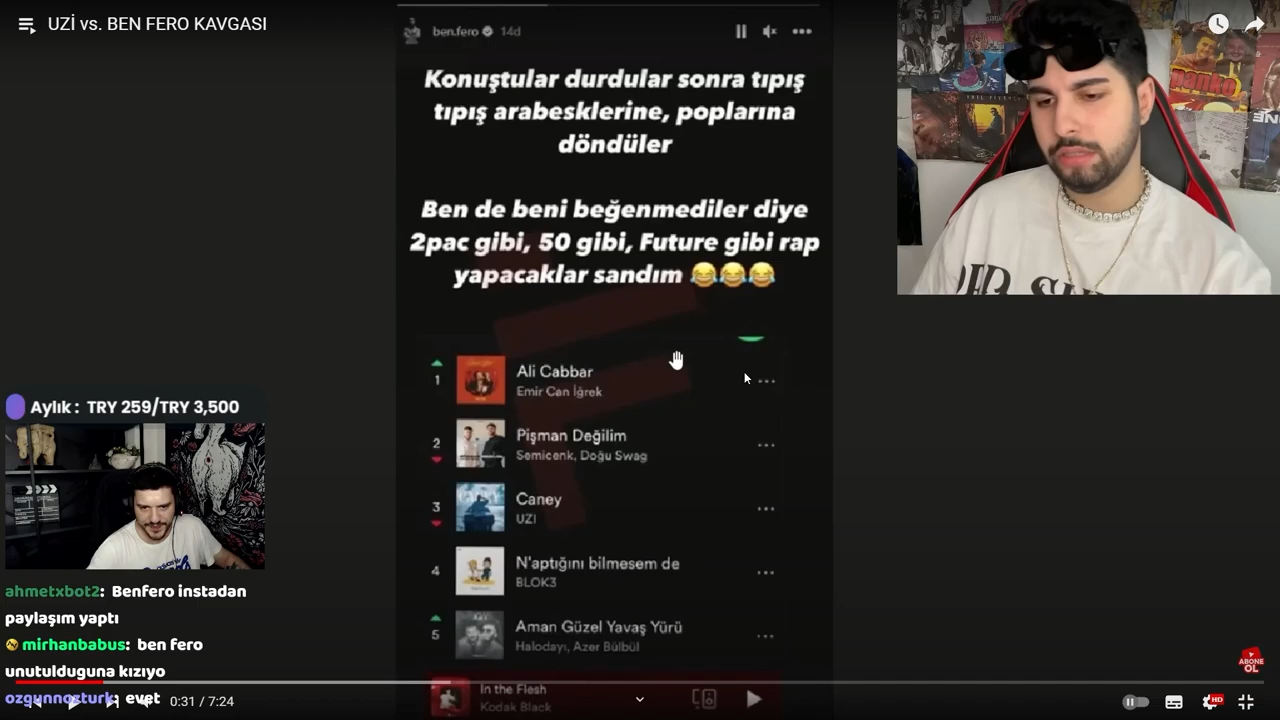 UZİ vs. BEN FERO KAVGASI
ben.fero 14d
Konuştular durdular sonra tıpış
tıpış arabesklerine, poplarına
döndüler
Ben de beni beğenmediler diye
2pac gibi, 50 gibi, Future gibi rap
yapacaklar sandım 😂😂😂
1
Ali Cabbar
Emir Can İğrek
2
Pişman Değilim
Semicenk, Doğu Swag
3
Caney
UZI
4
N'aptığını bilmesem de
BLOK3
5
Aman Güzel Yavaş Yürü
Halodayı, Azer Bülbül
In the Flesh
Kodak Black
Aylık : TRY 259/TRY 3,500
ahmetxbot2: Benfero instadan
paylaşım yaptı
mirhanbabus: ben fero
unutulduguna kızıyo
ozgunnozturk: evet
0:31 / 7:24
ABONE
OL
HD